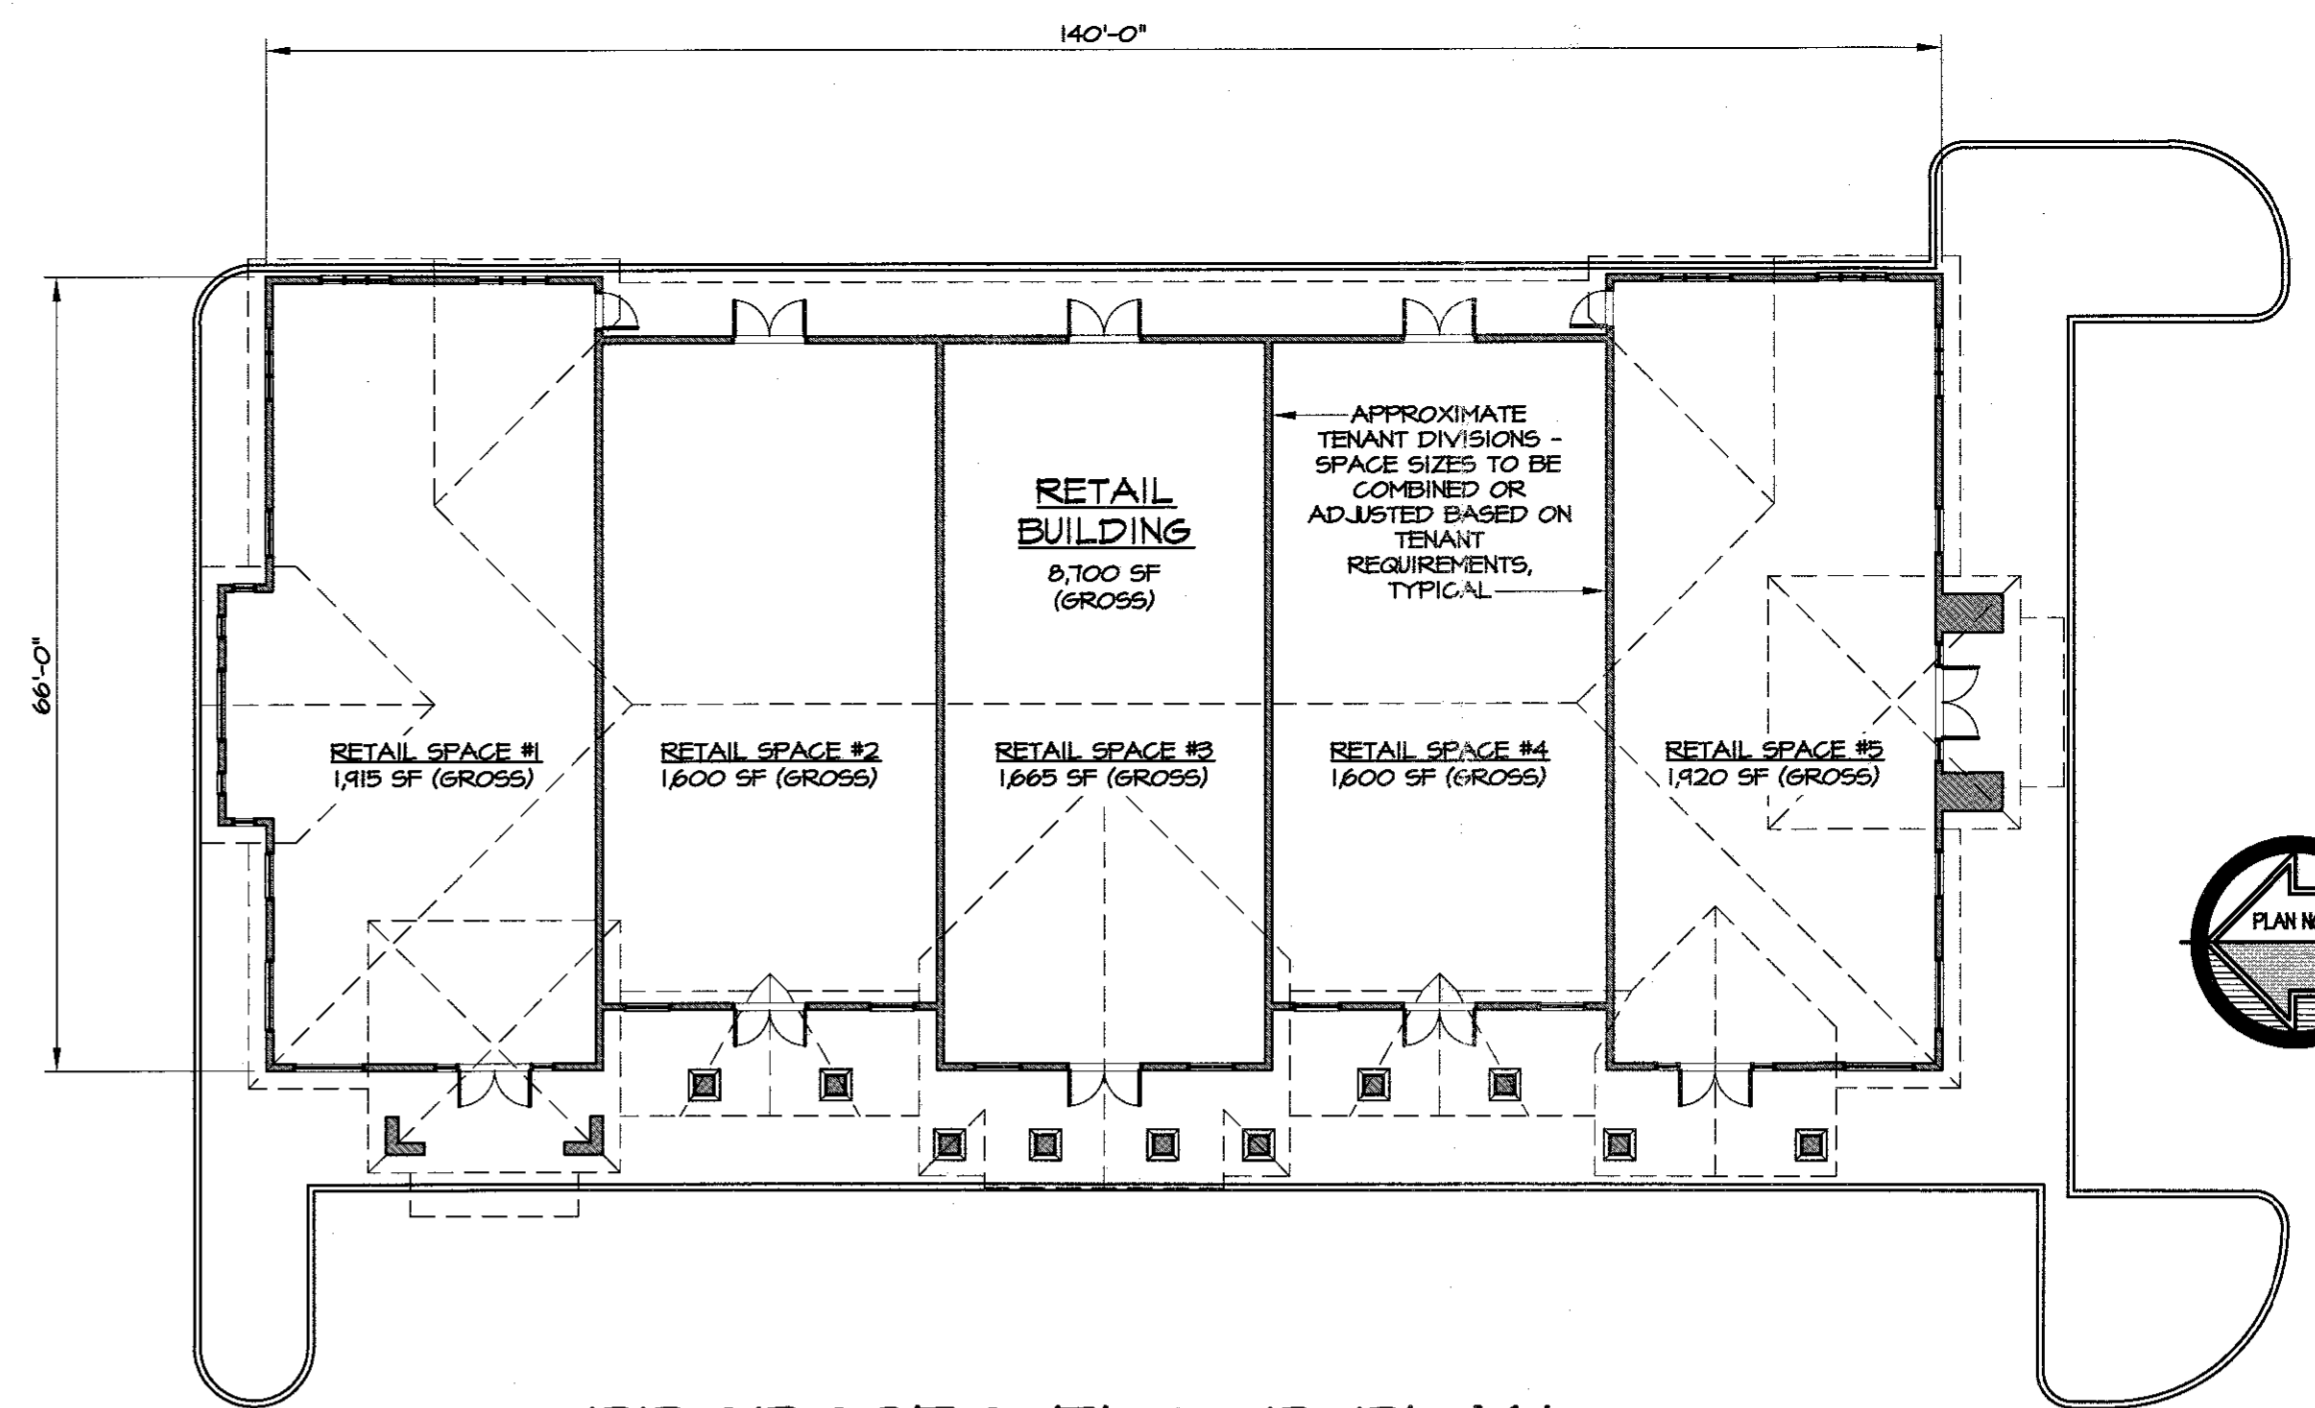 140'-0"
66'-0"
APPROXIMATE
TENANT DIVISIONS -
SPACE SIZES TO BE
COMBINED OR
ADJUSTED BASED ON
TENANT
REQUIREMENTS,
TYPICAL
RETAIL
BUILDING
8,700 SF
(GROSS)
RETAIL SPACE #1
1,915 SF (GROSS)
RETAIL SPACE #2
1,600 SF (GROSS)
RETAIL SPACE #3
1,665 SF (GROSS)
RETAIL SPACE #4
1,600 SF (GROSS)
RETAIL SPACE #5
1,920 SF (GROSS)
PLAN